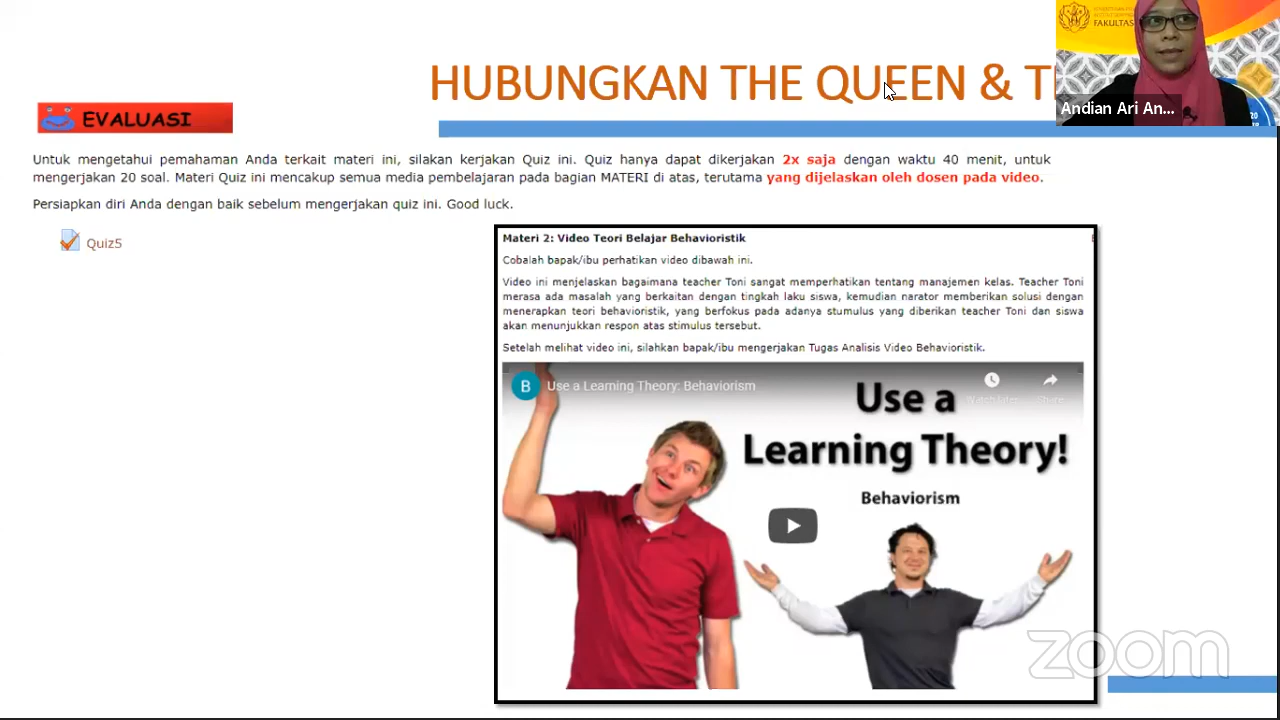 HUBUNGKAN THE QUEEN & T
FAKULTAS
Andian Ari An...
EVALUASI
Untuk mengetahui pemahaman Anda terkait materi ini, silakan kerjakan Quiz ini. Quiz hanya dapat dikerjakan 2x saja dengan waktu 40 menit, untuk
mengerjakan 20 soal. Materi Quiz ini mencakup semua media pembelajaran pada bagian MATERI di atas, terutama yang dijelaskan oleh dosen pada video.
Persiapkan diri Anda dengan baik sebelum mengerjakan quiz ini. Good luck.
Quiz5
Materi 2: Video Teori Belajar Behavioristik
Cobalah bapak/ibu perhatikan video dibawah ini.
Video ini menjelaskan bagaimana teacher Toni sangat memperhatikan tentang manajemen kelas. Teacher Toni
merasa ada masalah yang berkaitan dengan tingkah laku siswa, kemudian narator memberikan solusi dengan
menerapkan teori behavioristik, yang berfokus pada adanya stumulus yang diberikan teacher Toni dan siswa
akan menunjukkan respon atas stimulus tersebut.
Setelah melihat video ini, silahkan bapak/ibu mengerjakan Tugas Analisis Video Behavioristik.
B
Use a Learning Theory: Behaviorism
Watch later
Share
Use a
Learning Theory!
Behaviorism
zoom